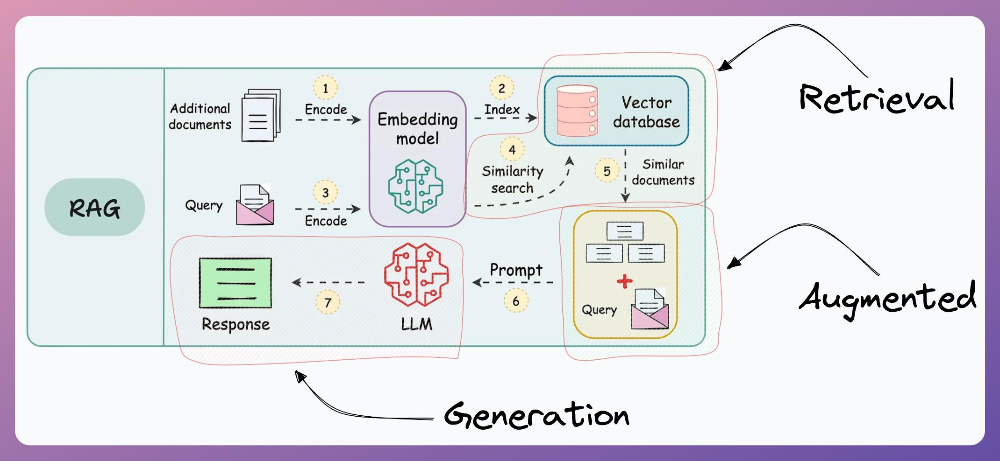 RAG
Additional
documents
1
Encode
Embedding
model
2
Index
Vector
database
Retrieval
Query
3
Encode
4
Similarity
search
5
Similar
documents
Query
Augmented
Prompt
6
LLM
7
Response
Generation